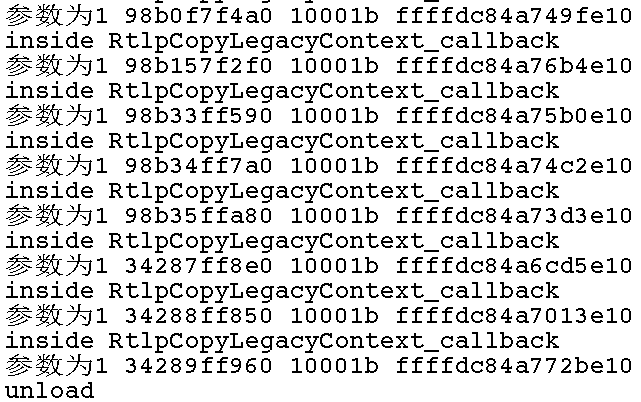 参数为1 98b0f7f4a0 10001b ffffdc84a749fe10
inside RtlpCopyLegacyContext_callback
参数为1 98b157f2f0 10001b ffffdc84a76b4e10
inside RtlpCopyLegacyContext_callback
参数为1 98b33ff590 10001b ffffdc84a75b0e10
inside RtlpCopyLegacyContext_callback
参数为1 98b34ff7a0 10001b ffffdc84a74c2e10
inside RtlpCopyLegacyContext_callback
参数为1 98b35ffa80 10001b ffffdc84a73d3e10
inside RtlpCopyLegacyContext_callback
参数为1 34287ff8e0 10001b ffffdc84a6cd5e10
inside RtlpCopyLegacyContext_callback
参数为1 34288ff850 10001b ffffdc84a7013e10
inside RtlpCopyLegacyContext_callback
参数为1 34289ff960 10001b ffffdc84a772be10
unload